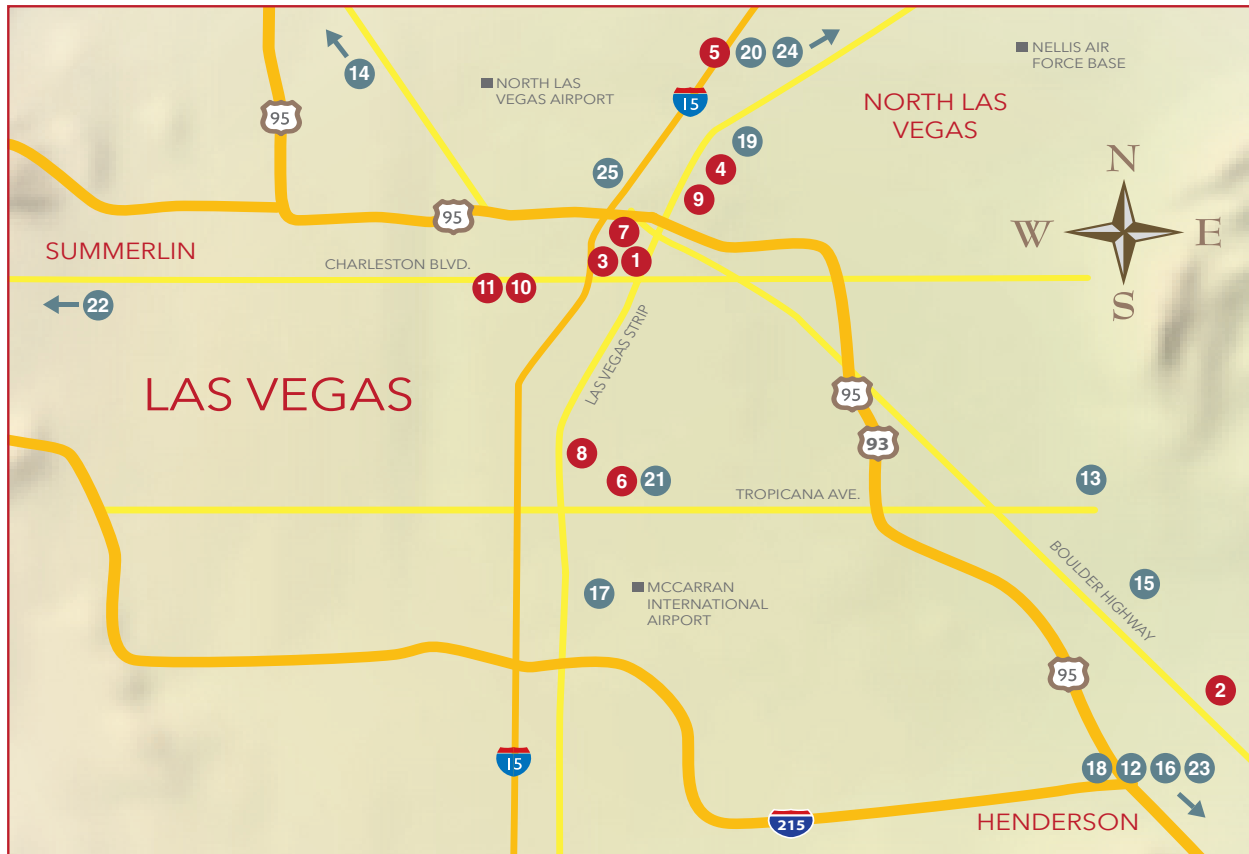 5 20 24
14
NORTH LAS
VEGAS AIRPORT
NELLIS AIR
FORCE BASE
95
15
NORTH LAS
VEGAS
19
25
4
9
N
W E
S
95
7
SUMMERLIN
CHARLESTON BLVD.
3 1
11 10
22
LAS VEGAS STRIP
LAS VEGAS
95
93
8
6 21
13
TROPICANA AVE.
BOULDER HIGHWAY
17
MCCARRAN
INTERNATIONAL
AIRPORT
15
95
2
15
18 12 16 23
215
HENDERSON